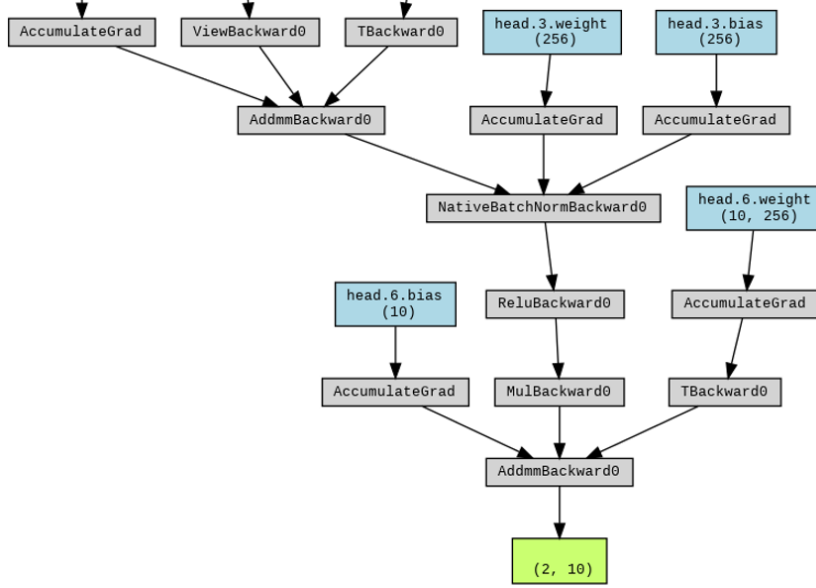 AccumulateGrad
ViewBackward0
TBackward0
head.3.weight
(256)
head.3.bias
(256)
AddmmBackward0
AccumulateGrad
AccumulateGrad
NativeBatchNormBackward0
head.6.weight
(10, 256)
head.6.bias
(10)
ReluBackward0
AccumulateGrad
AccumulateGrad
MulBackward0
TBackward0
AddmmBackward0
(2, 10)